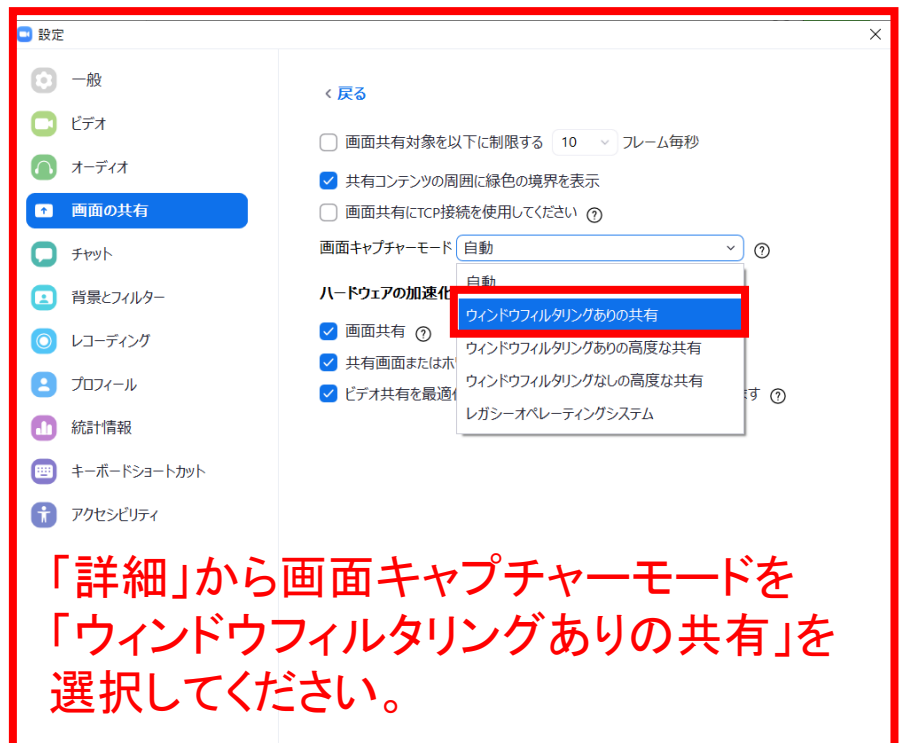 設定
一般
ビデオ
オーディオ
画面の共有
チャット
背景とフィルター
レコーディング
プロフィール
統計情報
キーボードショートカット
アクセシビリティ
戻る
画面共有対象を以下に制限する 10 フレーム毎秒
共有コンテンツの周囲に緑色の境界を表示
画面共有にTCP接続を使用してください
画面キャプチャーモード 自動
自動
ハードウェアの加速化
ウィンドウフィルタリングありの共有
画面共有
ウィンドウフィルタリングありの高度な共有
共有画面または
ウィンドウフィルタリングなしの高度な共有
ビデオ共有を最適 す
レガシーオペレーティングシステム
「詳細」から画面キャプチャーモードを
「ウィンドウフィルタリングありの共有」を
選択してください。